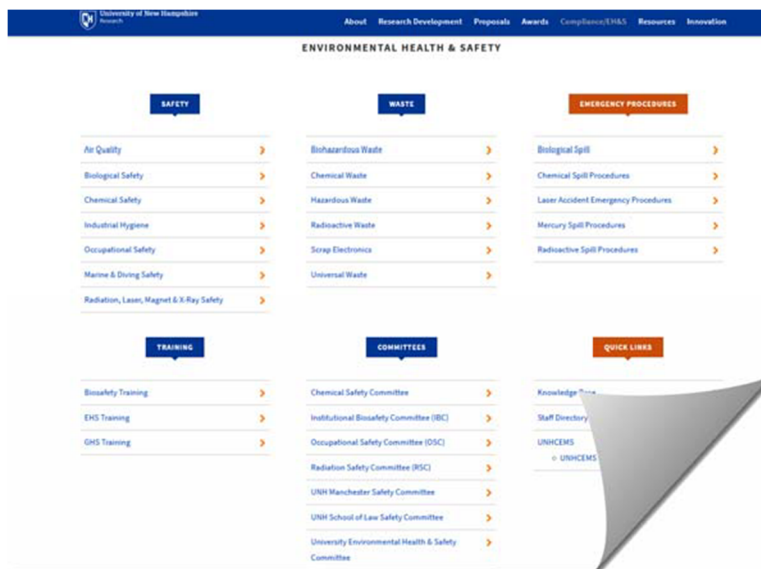 University of New Hampshire
Research
About Research Development Proposals Awards Compliance/EH&S Resources Innovation
ENVIRONMENTAL HEALTH & SAFETY
SAFETY
Air Quality
Biological Safety
Chemical Safety
Industrial Hygiene
Occupational Safety
Marine & Diving Safety
Radiation, Laser, Magnet & X-Ray Safety
WASTE
Biohazardous Waste
Chemical Waste
Hazardous Waste
Radioactive Waste
Scrap Electronics
Universal Waste
EMERGENCY PROCEDURES
Biological Spill
Chemical Spill Procedures
Laser Accident Emergency Procedures
Mercury Spill Procedures
Radioactive Spill Procedures
TRAINING
Biosafety Training
EHS Training
GHS Training
COMMITTEES
Chemical Safety Committee
Institutional Biosafety Committee (IBC)
Occupational Safety Committee (OSC)
Radiation Safety Committee (RSC)
UNH Manchester Safety Committee
UNH School of Law Safety Committee
University Environmental Health & Safety
Committee
QUICK LINKS
Knowledge
Staff Directory
UNHCEMS
UNHCEMS